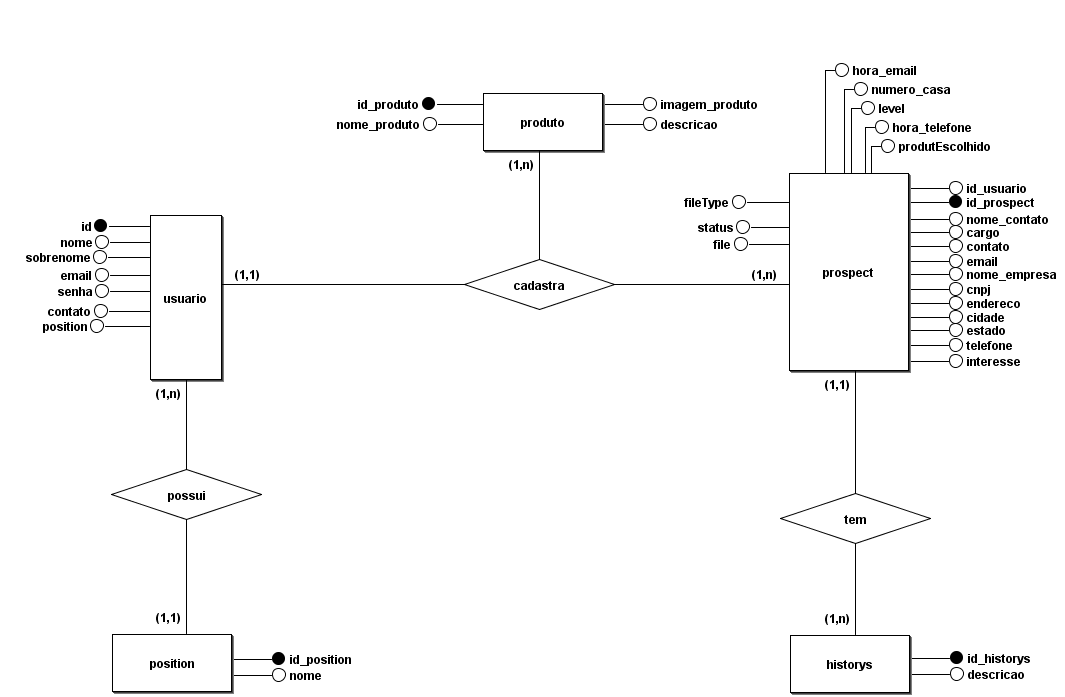 hora_email
numero_casa
level
hora_telefone
produtEscolhido
id_produto
nome_produto
produto
imagem_produto
descricao
(1,n)
fileType
status
file
prospect
id_usuario
id_prospect
nome_contato
cargo
contato
email
nome_empresa
cnpj
endereco
cidade
estado
telefone
interesse
id
nome
sobrenome
email
senha
contato
position
usuario
(1,1)
cadastra
(1,n)
(1,n)
possui
(1,1)
position
id_position
nome
(1,1)
tem
(1,n)
historys
id_historys
descricao